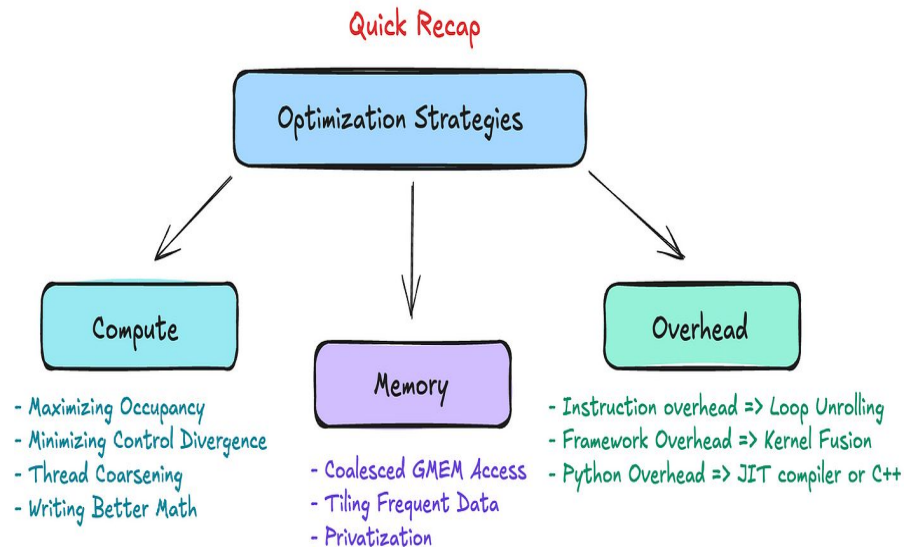 Quick Recap
Optimization Strategies
Compute
- Maximizing Occupancy
- Minimizing Control Divergence
- Thread Coarsening
- Writing Better Math
Memory
- Coalesced GMEM Access
- Tiling Frequent Data
- Privatization
Overhead
- Instruction overhead => Loop Unrolling
- Framework Overhead => Kernel Fusion
- Python Overhead => JIT compiler or C++